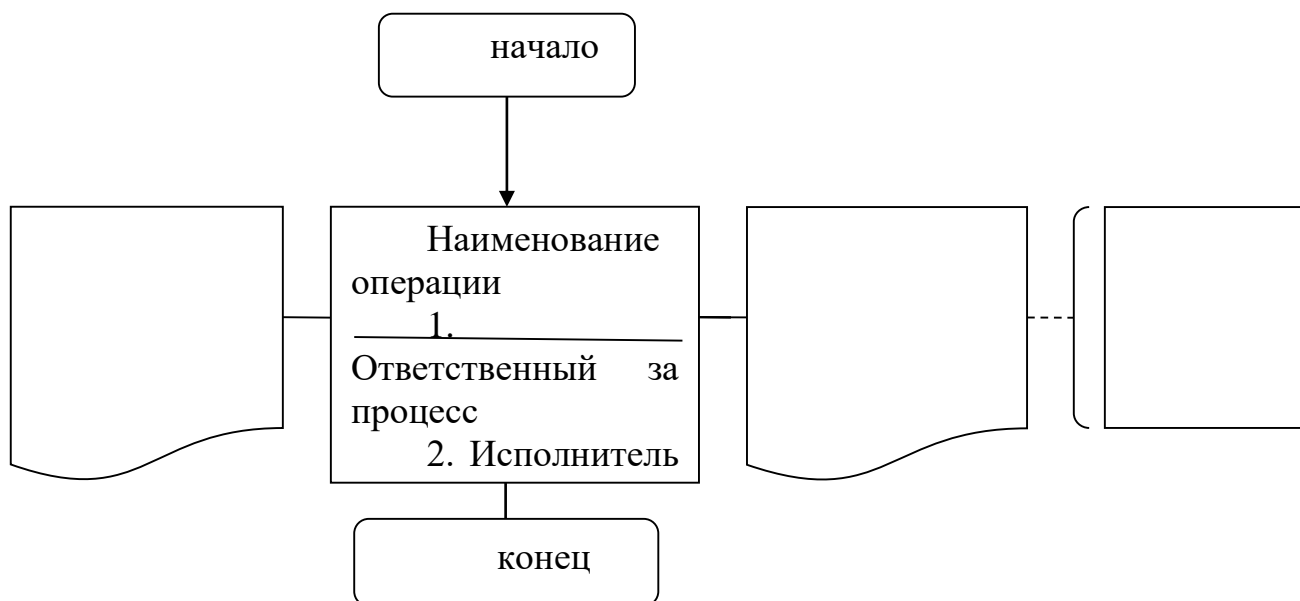 начало
Наименование
операции
1.
Ответственный за
процесс
2. Исполнитель
конец